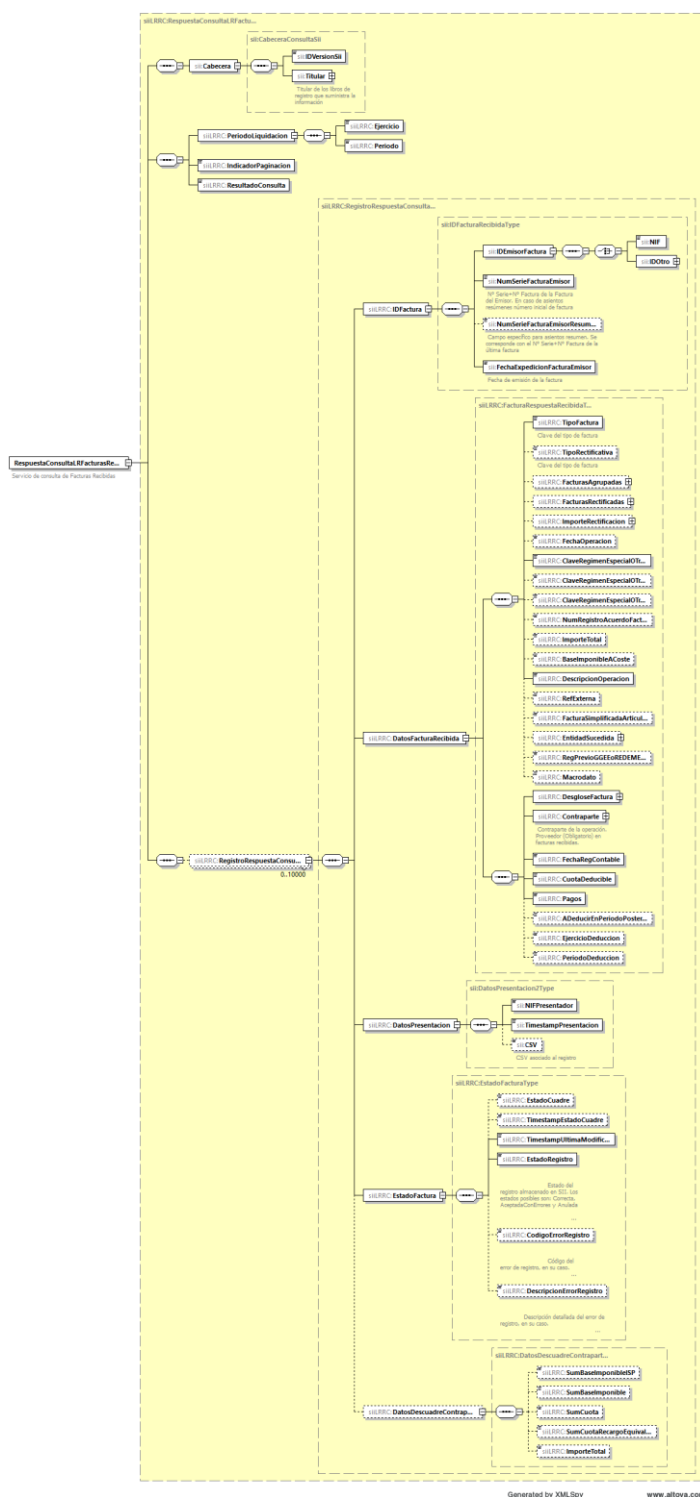 siiLRRC:RespuestaConsultaLRFactu...
sii:CabeceraConsultaSii
sii:Cabecera
sii:IDVersionSii
sii:Titular
Titular de los libros de
registro que suministra la
información
siiLRRC:PeriodoLiquidacion
siiLRRC:Ejercicio
siiLRRC:Periodo
siiLRRC:IndicadorPaginacion
siiLRRC:ResultadoConsulta
siiLRRC:RegistroRespuestaConsulta...
sii:IDFacturaRecibidaType
siiLRRC:IDFactura
sii:IDEmisorFactura
sii:NIF
sii:IDOtro
sii:NumSerieFacturaEmisor
Nº Serie+Nº Factura de la Factura
del Emisor. En caso de asientos
resúmenes número inicial de factura
sii:NumSerieFacturaEmisorResum...
Campo específico para asientos resumen. Se
corresponde con el Nº Serie+Nº Factura de la
última factura
sii:FechaExpedicionFacturaEmisor
Fecha de emisión de la factura
siiLRRC:FacturaRespuestaRecibidaT...
siiLRRC:TipoFactura
Clave del tipo de factura
siiLRRC:TipoRectificativa
Clave del tipo de factura
RespuestaConsultaLRFacturasRe...
Servicio de consulta de Facturas Recibidas
siiLRRC:FacturasAgrupadas
siiLRRC:FacturasRectificadas
siiLRRC:ImporteRectificacion
siiLRRC:FechaOperacion
siiLRRC:ClaveRegimenEspecialOTr...
siiLRRC:ClaveRegimenEspecialOTr...
siiLRRC:ClaveRegimenEspecialOTr...
siiLRRC:NumRegistroAcuerdoFact...
siiLRRC:ImporteTotal
siiLRRC:BaseImponibleACoste
siiLRRC:DescripcionOperacion
siiLRRC:RefExterna
siiLRRC:FacturaSimplificadaArticul...
siiLRRC:EntidadSucedida
siiLRRC:RegPrevioGGEEoREDEME...
siiLRRC:Macrodato
siiLRRC:DatosFacturaRecibida
siiLRRC:DesgloseFactura
siiLRRC:Contraparte
Contraparte de la operación.
Proveedor (Obligatorio) en
facturas recibidas.
siiLRRC:FechaRegContable
siiLRRC:CuotaDeducible
siiLRRC:Pagos
siiLRRC:ADeducirEnPeriodoPoster...
siiLRRC:EjercicioDeduccion
siiLRRC:PeriodoDeduccion
siiLRRC:RegistroRespuestaConsu...
0..10000
sii:DatosPresentacion2Type
siiLRRC:DatosPresentacion
sii:NIFPresentador
sii:TimestampPresentacion
sii:CSV
CSV asociado al registro
siiLRRC:EstadoFacturaType
siiLRRC:EstadoCuadre
siiLRRC:TimestampEstadoCuadre
siiLRRC:TimestampUltimaModific...
siiLRRC:EstadoFactura
siiLRRC:EstadoRegistro
Estado del
registro almacenado en SII. Los
estados posibles son: Correcta,
AceptadaConErrores y Anulada
...
siiLRRC:CodigoErrorRegistro
Código del
error de registro, en su caso.
...
siiLRRC:DescripcionErrorRegistro
Descripción detallada del error de
registro, en su caso.
...
siiLRRC:DatosDescuadreContrapart...
siiLRRC:DatosDescuadreContrap...
siiLRRC:SumBaseImponibleISP
siiLRRC:SumBaseImponible
siiLRRC:SumCuota
siiLRRC:SumCuotaRecargoEquival...
siiLRRC:ImporteTotal
Generated by XMLSpy
www.altova.com